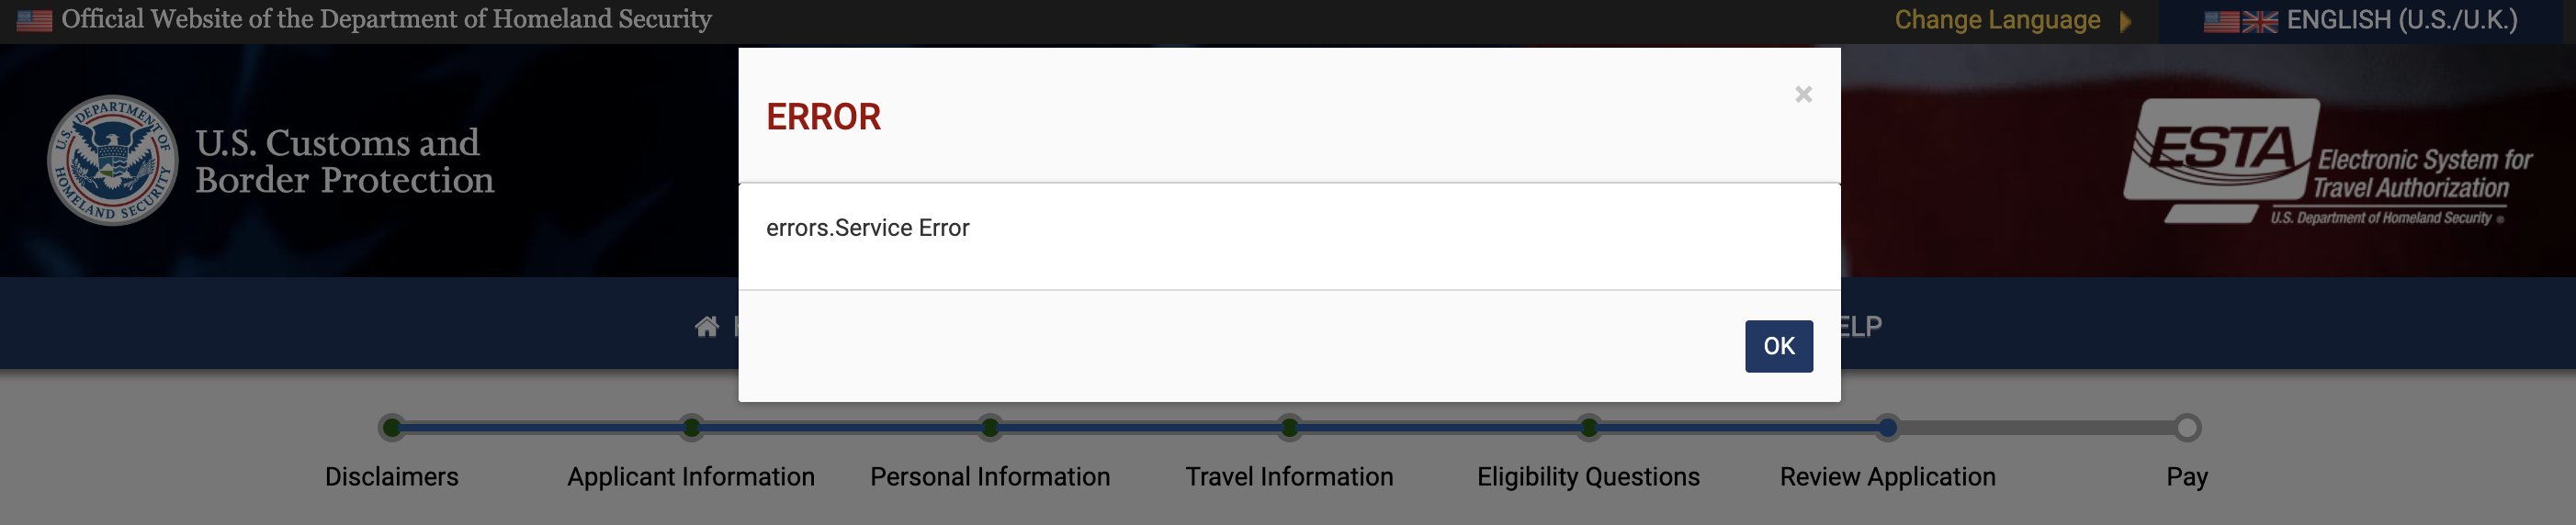 Official Website of the Department of Homeland Security
Change Language
ENGLISH (U.S./U.K.)
U.S. DEPARTMENT OF HOMELAND SECURITY
U.S. Customs and
Border Protection
ERROR
×
errors.Service Error
OK
ESTA
Electronic System for
Travel Authorization
U.S. Department of Homeland Security
ELP
Disclaimers
Applicant Information
Personal Information
Travel Information
Eligibility Questions
Review Application
Pay